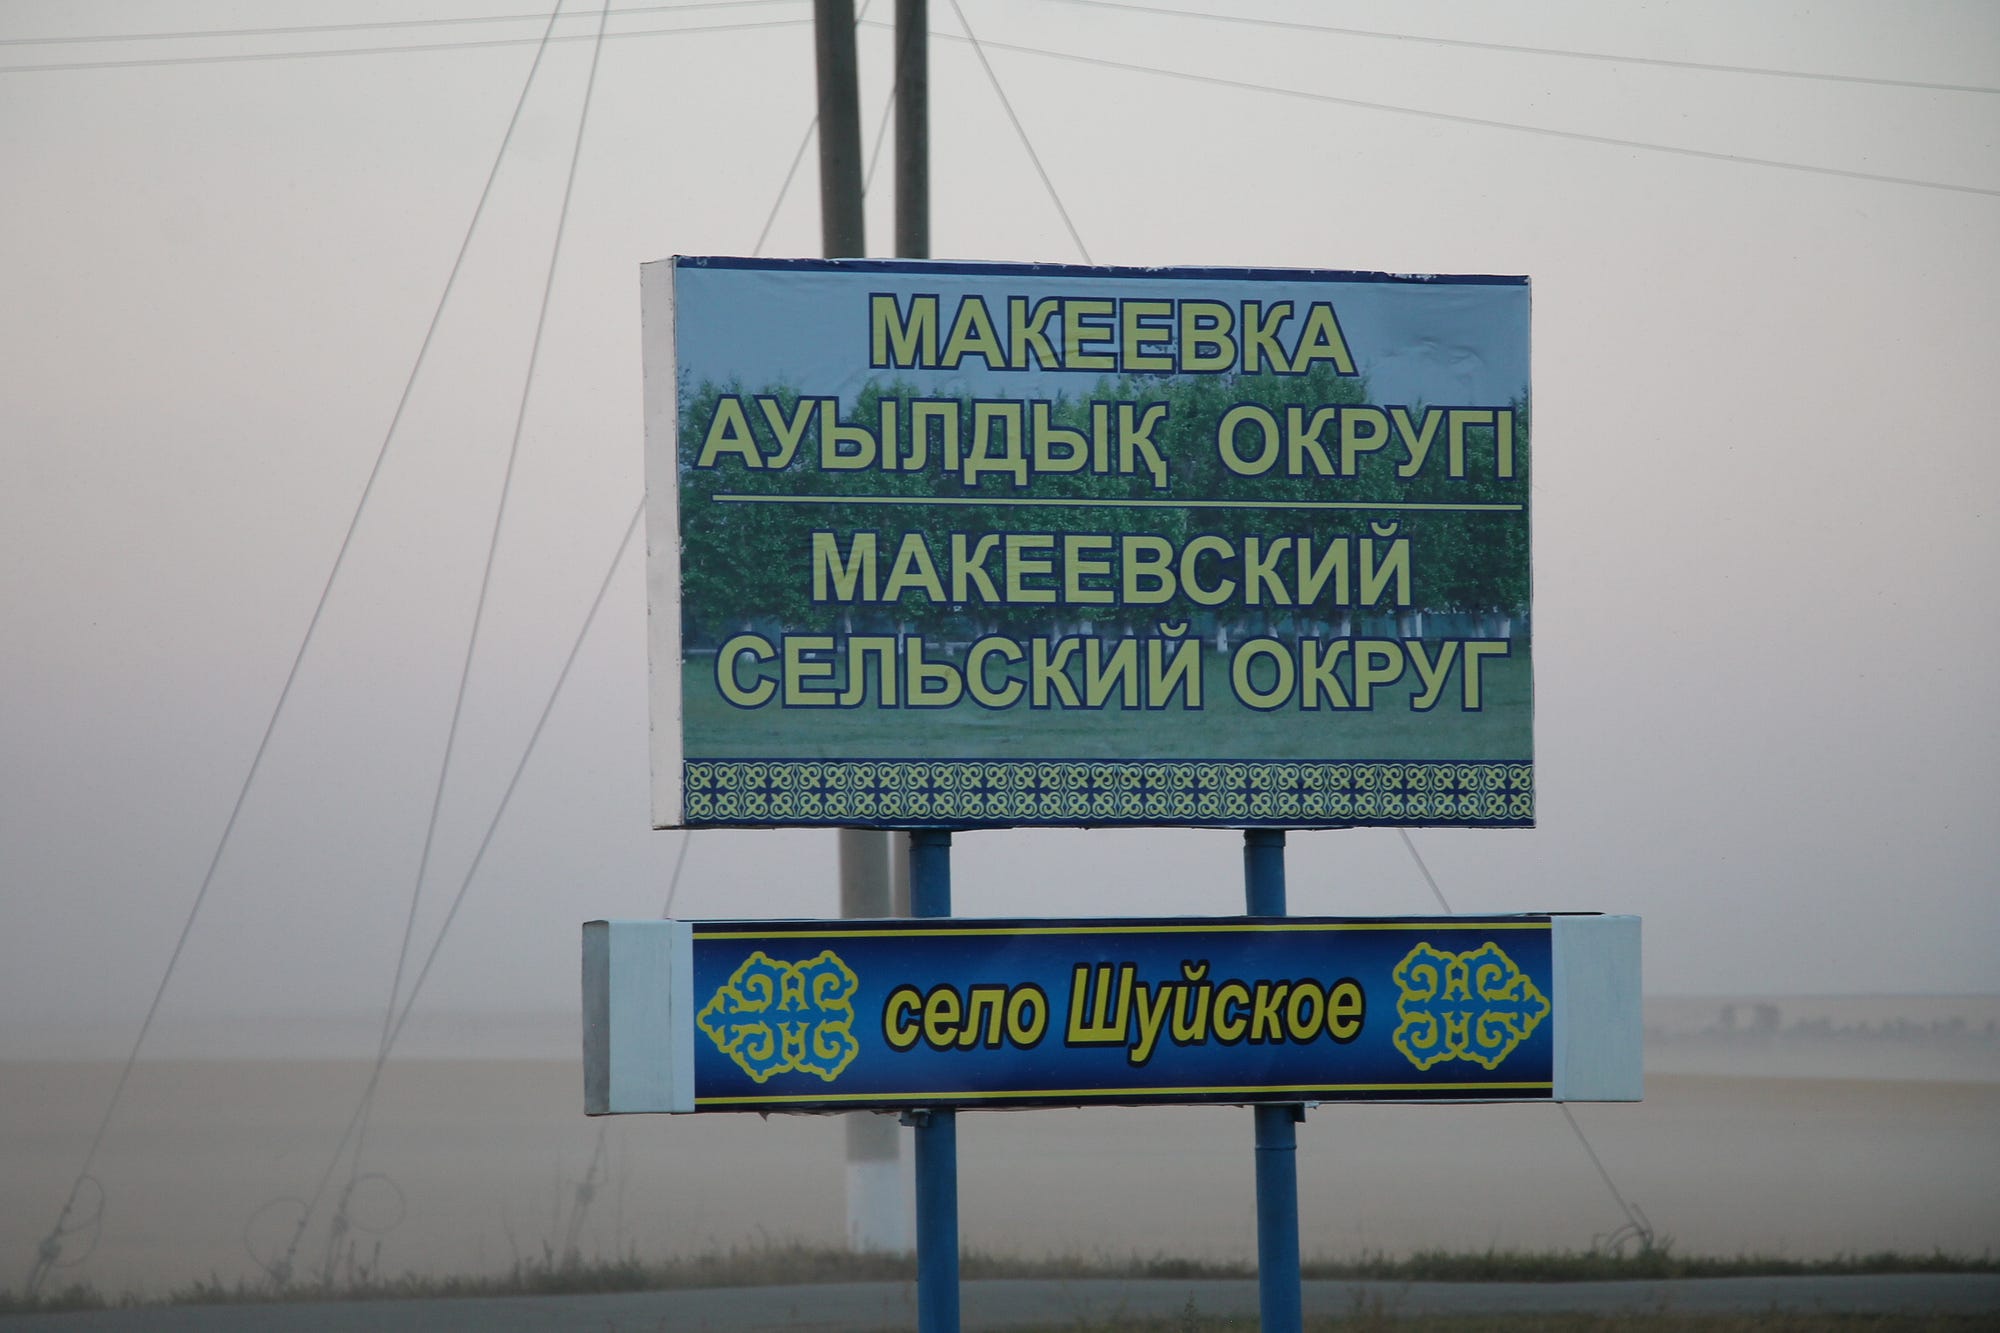 МАКЕЕВКА
АУЫЛДЫҚ ОКРУГІ
МАКЕЕВСКИЙ
СЕЛЬСКИЙ ОКРУГ
село Шуйское